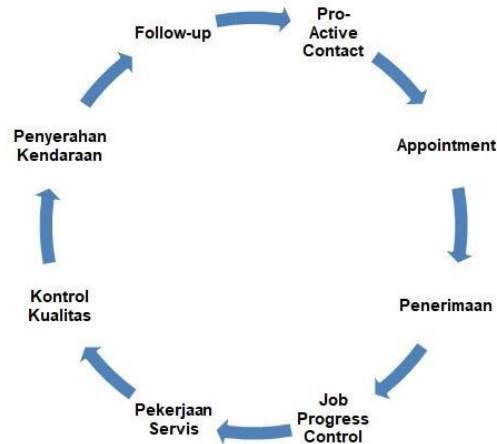 Follow-up
Pro-
Active
Contact
Appointment
Penerimaan
Job
Progress
Control
Pekerjaan
Servis
Kontrol
Kualitas
Penyerahan
Kendaraan